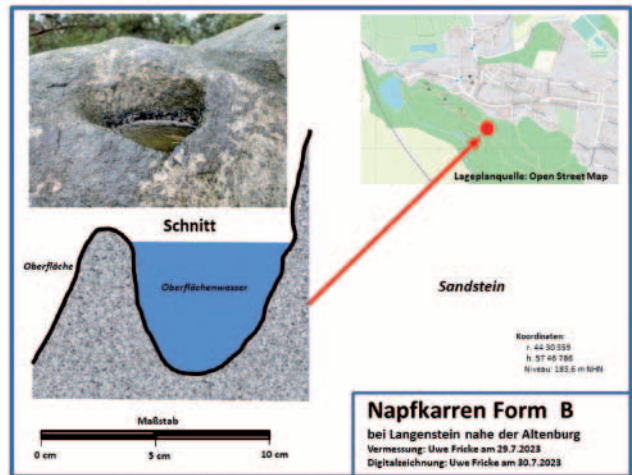 Lageplanquelle: Open Street Map
Schnitt
Oberfläche
Oberflächenwasser
Sandstein
Koordinaten:
r. 44 30 559
h. 57 46 786
Niveau: 183,6 m NHN
Maßstab
0 cm 5 cm 10 cm
Napfkarren Form B
bei Langenstein nahe der Altenburg
Vermessung: Uwe Fricke am 29.7.2023
Digitalzeichnung: Uwe Fricke am 30.7.2023